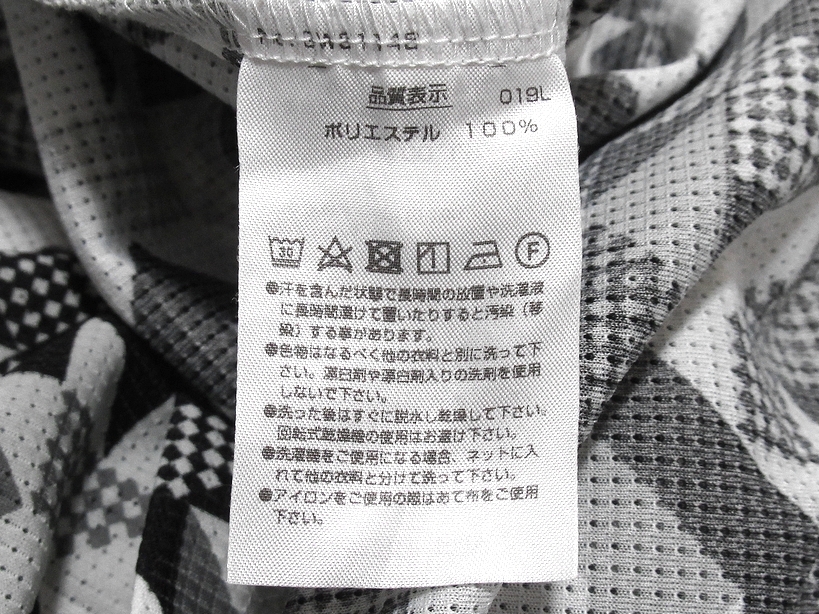 品質表示 019L
ポリエステル 100%
30 F
●汗を含んだ状態で長時間の放置や洗濯液
に長時間漬けて置いたりすると汚染（移
染）する事があります。
●色物はなるべく他の衣料と別に洗って下
さい。漂白剤や漂白剤入りの洗剤を使用
しないで下さい。
●洗った後はすぐに脱水し乾燥して下さい。
回転式乾燥機の使用はお避け下さい。
●洗濯機をご使用になる場合、ネットに入
れて他の衣料と分けて洗って下さい。
●アイロンをご使用の際はあて布をご使用
下さい。